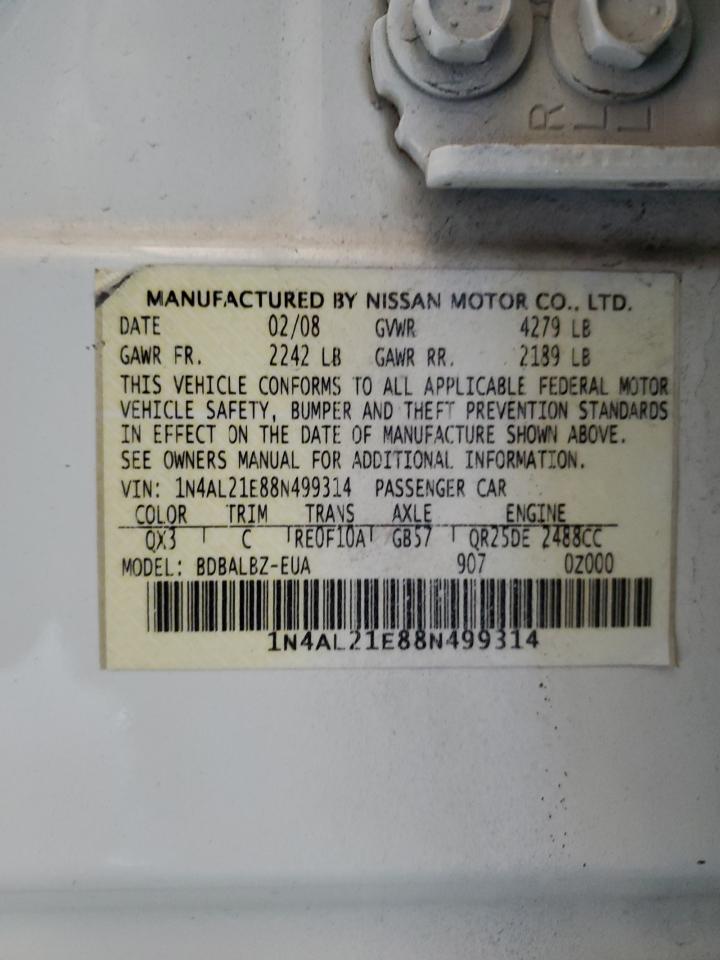 R
L L
MANUFACTURED BY NISSAN MOTOR CO., LTD.
DATE 02/08 GVWR 4279 LB
GAWR FR. 2242 LB GAWR RR. 2189 LB
THIS VEHICLE CONFORMS TO ALL APPLICABLE FEDERAL MOTOR
VEHICLE SAFETY, BUMPER AND THEFT PREVENTION STANDARDS
IN EFFECT ON THE DATE OF MANUFACTURE SHOWN ABOVE.
SEE OWNERS MANUAL FOR ADDITIONAL INFORMATION.
VIN: 1N4AL21E88N499314 PASSENGER CAR
COLOR TRIM TRANS AXLE ENGINE
QX3 C RE0F10A GB57 QR25DE 2488CC
MODEL: BDBALBZ-EUA 907 0Z000
1N4AL21E88N499314